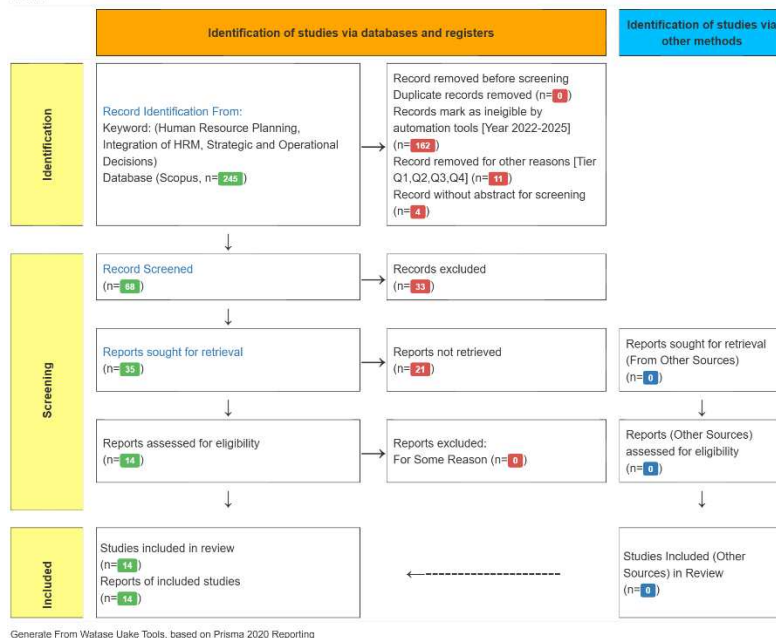 Identification of studies via databases and registers
Identification of studies via
other methods
Identification
Record Identification From:
Keyword: (Human Resource Planning,
Integration of HRM, Strategic and Operational
Decisions)
Database (Scopus, n= 245 )
Record removed before screening
Duplicate records removed (n= 0 )
Records mark as ineigible by
automation tools [Year 2022-2025]
(n= 162 )
Record removed for other reasons [Tier
Q1,Q2,Q3,Q4] (n= 11 )
Record without abstract for screening
(n= 4 )
Screening
Record Screened
(n= 68 )
Records excluded
(n= 33 )
Reports sought for retrieval
(n= 35 )
Reports not retrieved
(n= 21 )
Reports sought for retrieval
(From Other Sources)
(n= 0 )
Reports assessed for eligibility
(n= 14 )
Reports excluded:
For Some Reason (n= 0 )
Reports (Other Sources)
assessed for eligibility
(n= 0 )
Included
Studies included in review
(n= 14 )
Reports of included studies
(n= 14 )
Studies Included (Other
Sources) in Review
(n= 0 )
Generate From Watase Uake Tools, based on Prisma 2020 Reporting